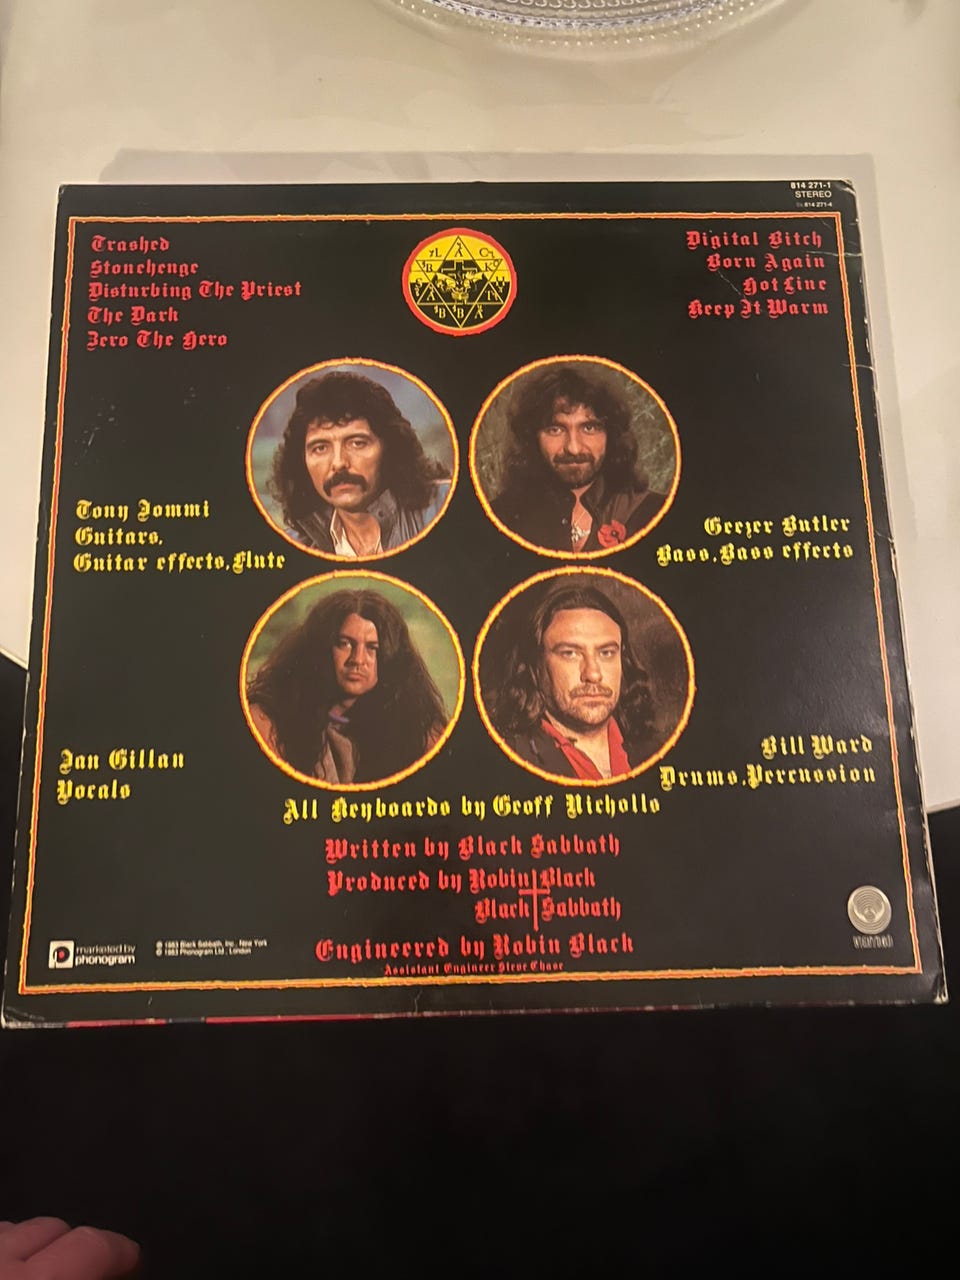 814 271-1
STEREO
814 271-4
Trashed
Stonehenge
Disturbing The Priest
The Dark
Zero The Hero
Digital Bitch
Born Again
Hot Line
Keep It Warm
Tony Iommi
Guitars,
Guitar effects, Flute
Geezer Butler
Bass, Bass effects
Ian Gillan
Vocals
Bill Ward
Drums, Percussion
All Keyboards by Geoff Nicholls
Written by Black Sabbath
Produced by Robin Black
Black Sabbath
Engineered by Robin Black
Assistant Engineer Steve Chase
marketed by
phonogram
℗ 1983 Black Sabbath, Inc., New York
© 1983 Phonogram Ltd., London
vertigo